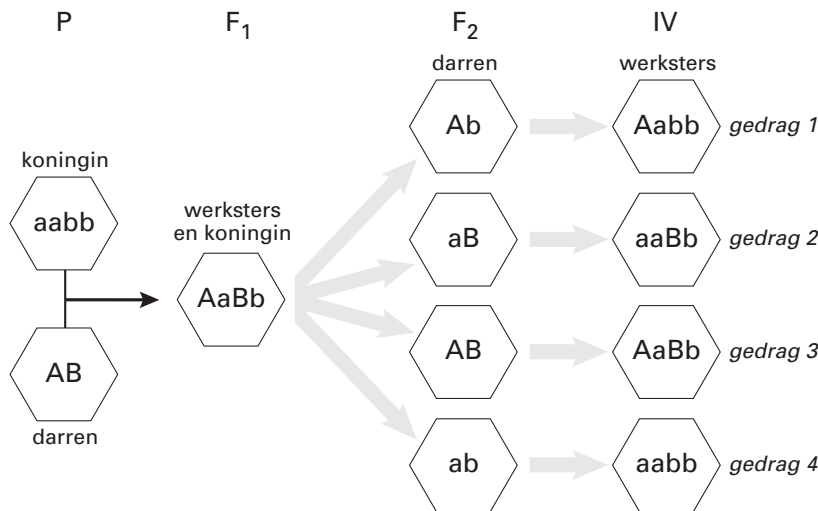 P
F1
F2
IV
darren
werksters
Ab
Aabb
gedrag 1
koningin
aabb
werksters
en koningin
aB
aaBb
gedrag 2
AaBb
AB
AaBb
gedrag 3
AB
darren
ab
aabb
gedrag 4